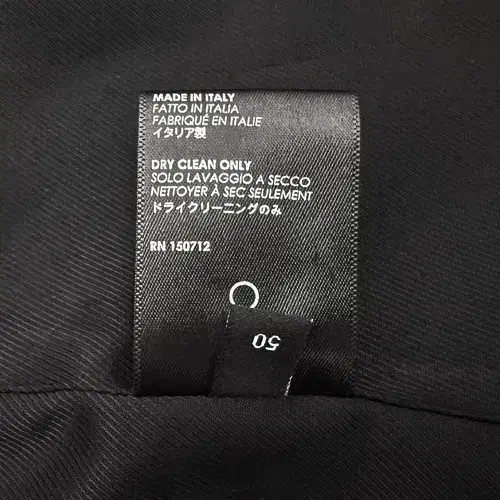 MADE IN ITALY
FATTO IN ITALIA
FABRIQUÉ EN ITALIE
イタリア製
DRY CLEAN ONLY
SOLO LAVAGGIO A SECCO
NETTOYER À SEC SEULEMENT
ドライクリーニングのみ
RN 150712
50